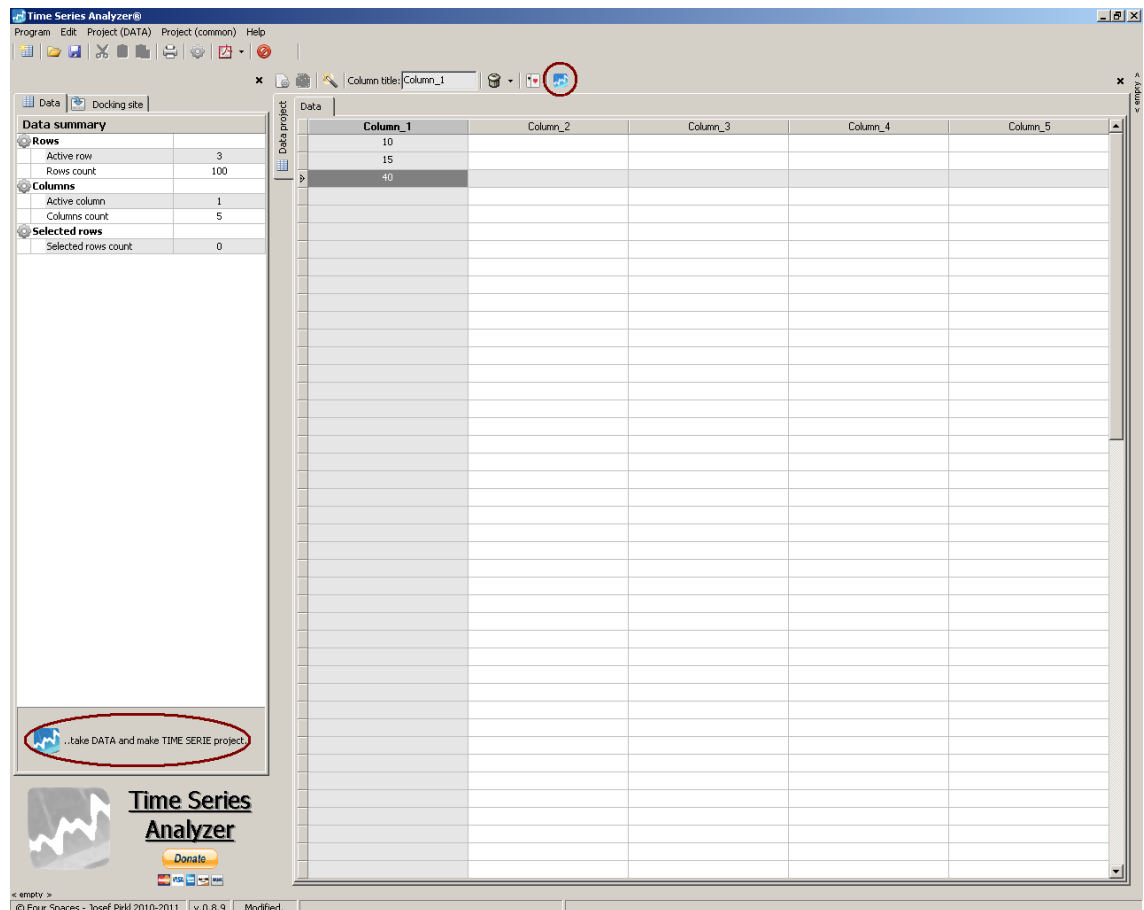 Time Series Analyzer®
Program Edit Project (DATA) Project (common) Help
Column title: Column_1
< empty >
Data Docking site
Data summary
Rows
Active row 3
Rows count 100
Columns
Active column 1
Columns count 5
Selected rows
Selected rows count 0
..take DATA and make TIME SERIE project.
Time Series
Analyzer
Donate
VISA
Data project
Data
Column_1 Column_2 Column_3 Column_4 Column_5
10
15
40
< empty >
© Four Spaces - Josef Pirkl 2010-2011 v 0.8.9 Modified.